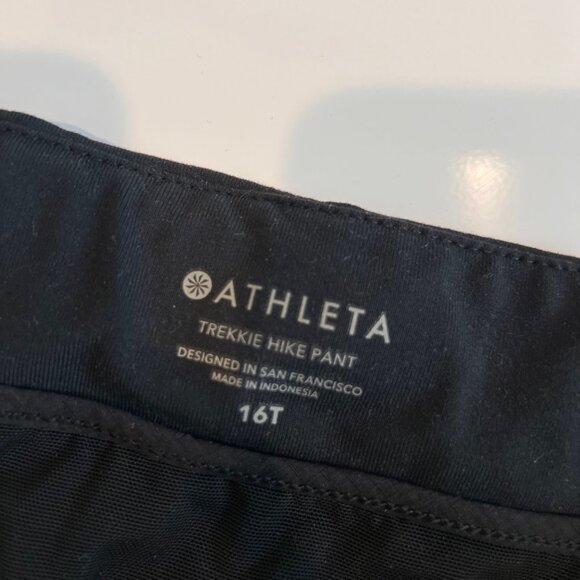 ATHLETA
TREKKIE HIKE PANT
DESIGNED IN SAN FRANCISCO
MADE IN INDONESIA
16T